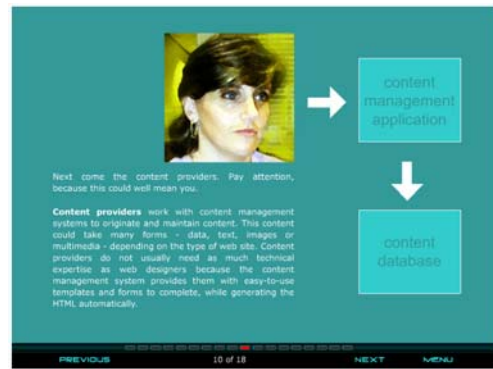 content
management
application
Next come the content providers. Pay attention,
because this could well mean you.
Content providers work with content management
systems to originate and maintain content. This content
could take many forms - data, text, images or
multimedia - depending on the type of web site. Content
providers do not usually need as much technical
expertise as web designers because the content
management system provides them with easy-to-use
templates and forms to complete, while generating the
HTML automatically.
content
database
PREVIOUS
10 of 18
NEXT
MENU